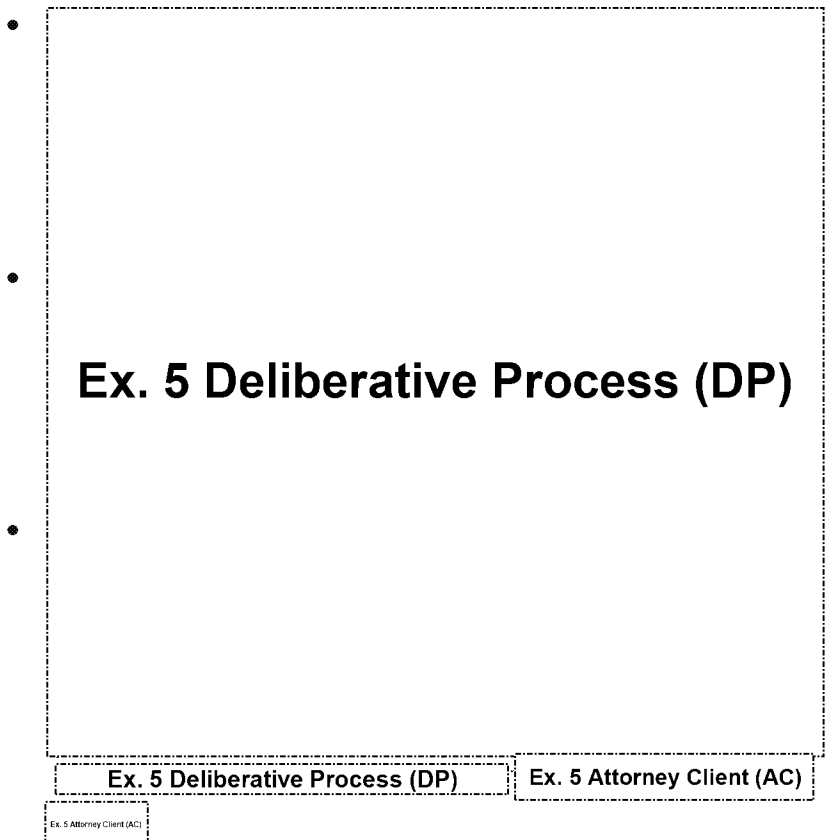 Ex. 5 Deliberative Process (DP)
Ex. 5 Deliberative Process (DP) Ex. 5 Attorney Client (AC)
Ex. 5 Attorney Client (AC)